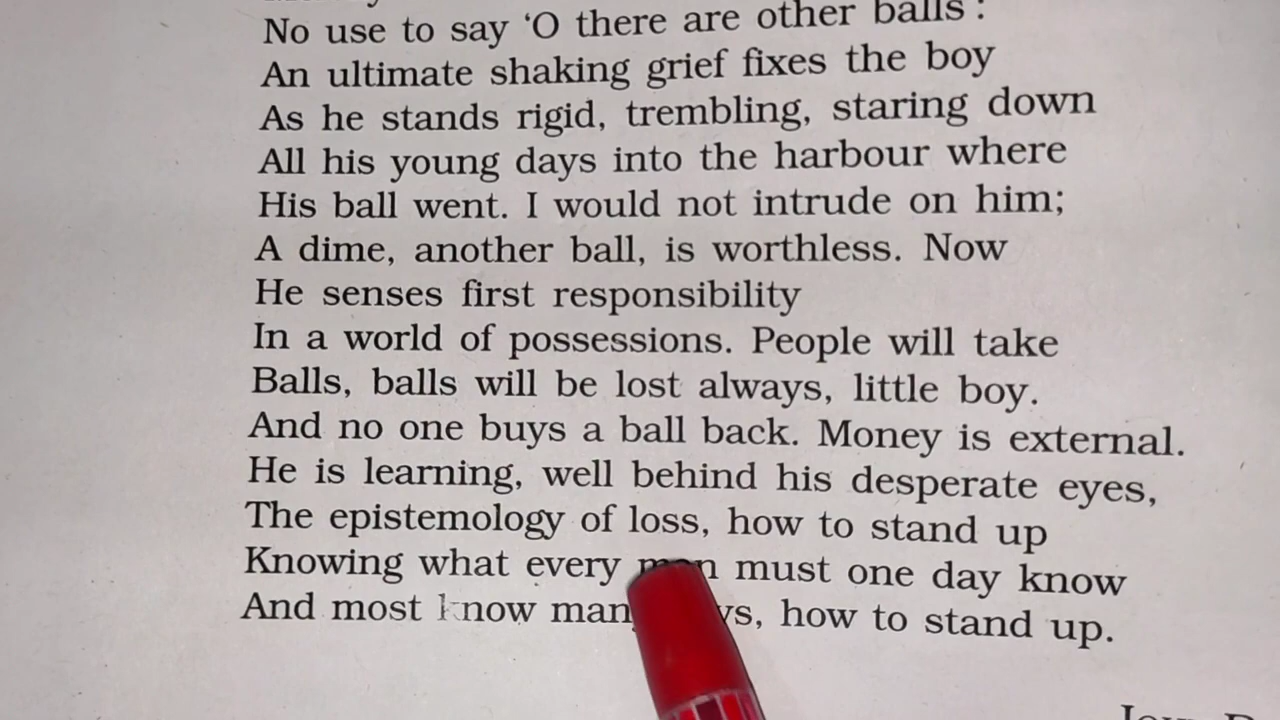 No use to say ‘O there are other balls’:
An ultimate shaking grief fixes the boy
As he stands rigid, trembling, staring down
All his young days into the harbour where
His ball went. I would not intrude on him;
A dime, another ball, is worthless. Now
He senses first responsibility
In a world of possessions. People will take
Balls, balls will be lost always, little boy.
And no one buys a ball back. Money is external.
He is learning, well behind his desperate eyes,
The epistemology of loss, how to stand up
Knowing what every man must one day know
And most know how to stand up.